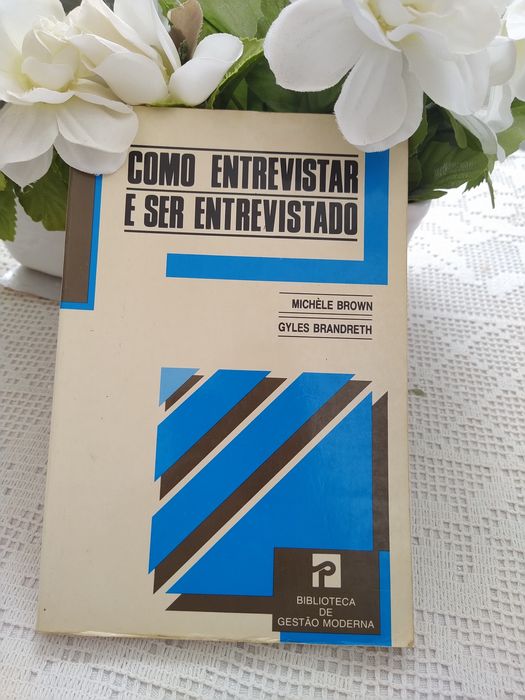 COMO ENTREVISTAR
E SER ENTREVISTADO
MICHÈLE BROWN
GYLES BRANDRETH
BIBLIOTECA
DE
GESTÃO MODERNA